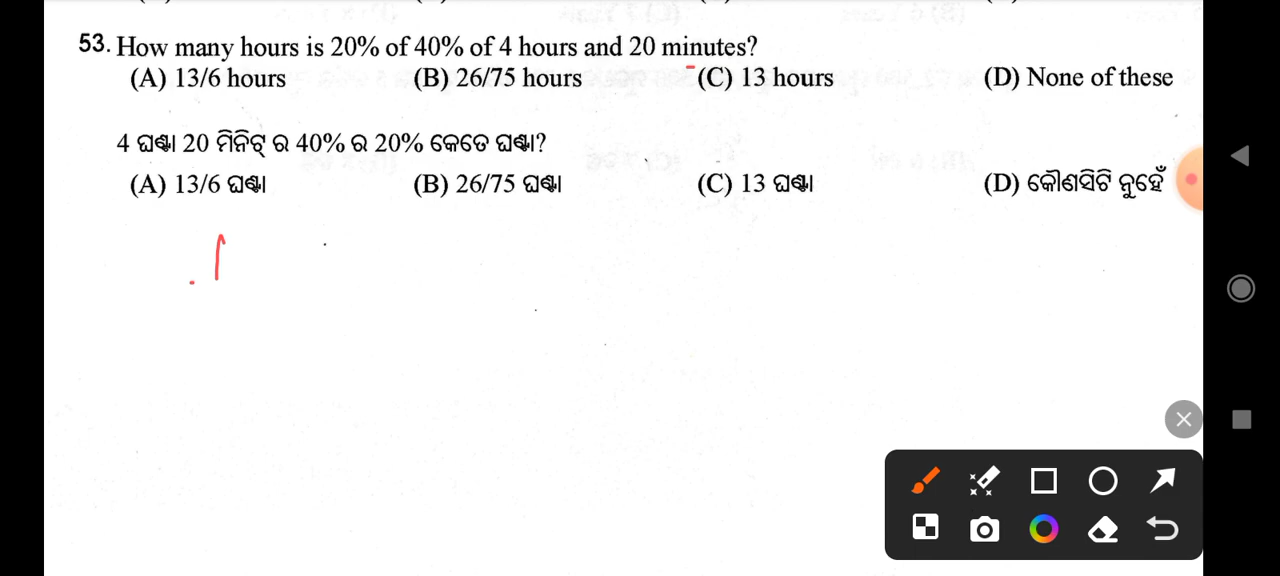 53. How many hours is 20% of 40% of 4 hours and 20 minutes?
(A) 13/6 hours (B) 26/75 hours (C) 13 hours (D) None of these
4 ଘଣ୍ଟା 20 ମିନିଟ୍ ର 40% ର 20% କେତେ ଘଣ୍ଟା?
(A) 13/6 ଘଣ୍ଟା (B) 26/75 ଘଣ୍ଟା (C) 13 ଘଣ୍ଟା (D) କୌଣସିଟି ନୁହେଁ